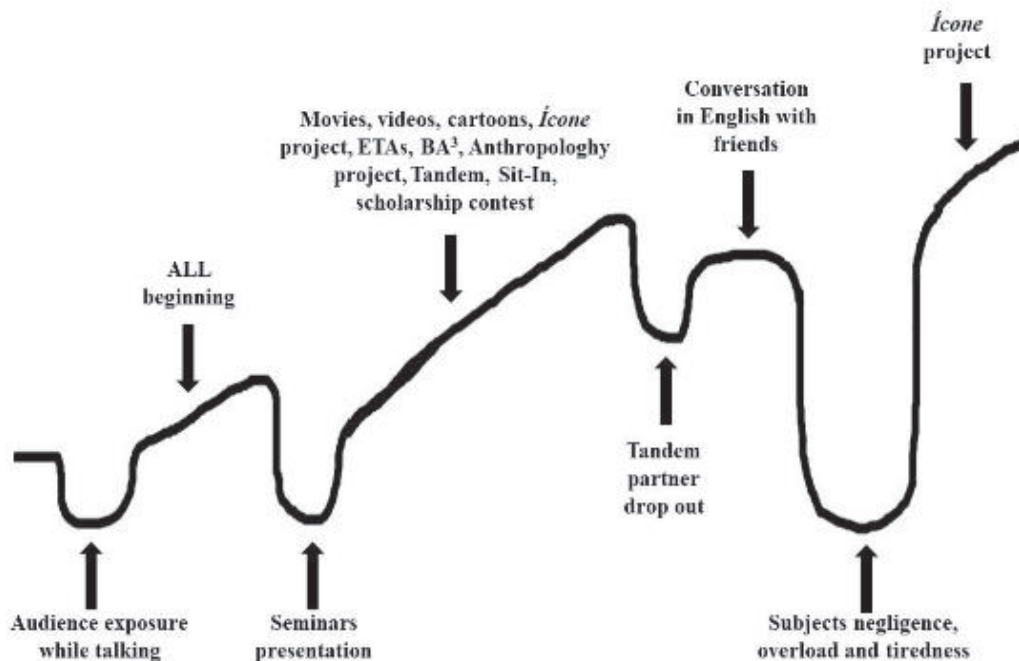 Ícone
project
Conversation
in English with
friends
Movies, videos, cartoons, Ícone
project, ETAs, BA³, Anthropologhy
project, Tandem, Sit-In,
scholarship contest
ALL
beginning
Tandem
partner
drop out
Audience exposure
while talking
Seminars
presentation
Subjects negligence,
overload and tiredness